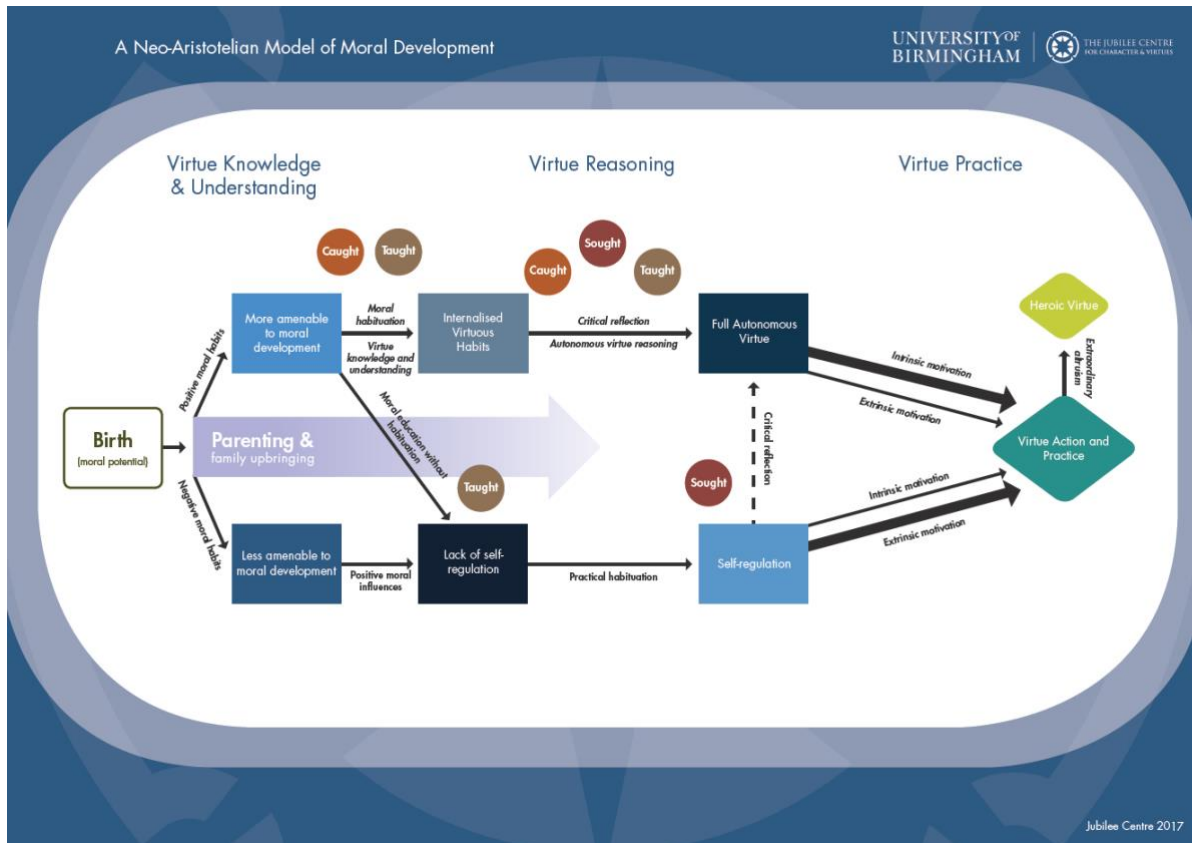 A Neo-Aristotelian Model of Moral Development
UNIVERSITY OF
BIRMINGHAM
THE JUBILEE CENTRE
FOR CHARACTER & VIRTUES
Virtue Knowledge
& Understanding
Virtue Reasoning
Virtue Practice
Caught
Taught
Caught
Sought
Taught
More amenable
to moral
development
Moral
habituation
Virtue
knowledge and
understanding
Internalised
Virtuous
Habits
Critical reflection
Autonomous virtue reasoning
Full Autonomous
Virtue
Heroic Virtue
Positive moral habits
Intrinsic motivation
Extrinsic motivation
Extraordinary
altruism
Birth
(moral potential)
Parenting &
family upbringing
Moral education without
habituation
Critical reflection
Virtue Action and
Practice
Taught
Sought
Negative moral habits
Intrinsic motivation
Extrinsic motivation
Less amenable to
moral development
Positive moral
influences
Lack of self-
regulation
Practical habituation
Self-regulation
Jubilee Centre 2017